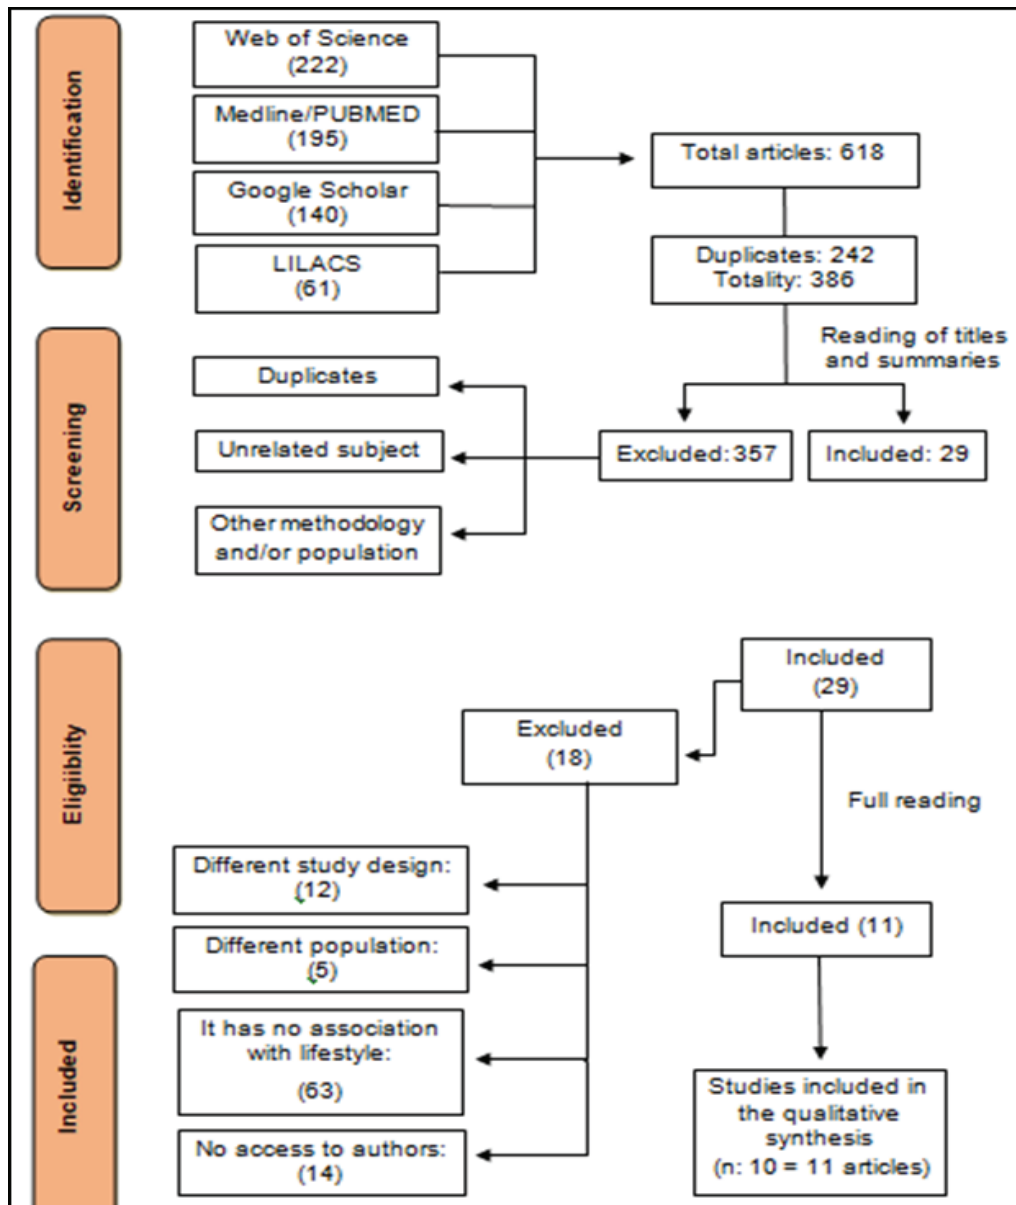 Identification
Web of Science
(222)
Medline/PUBMED
(195)
Google Scholar
(140)
LILACS
(61)
Total articles: 618
Duplicates: 242
Totality: 386
Reading of titles
and summaries
Screening
Duplicates
Unrelated subject
Other methodology
and/or population
Excluded: 357
Included: 29
Eligiiblity
Included
(29)
Excluded
(18)
Full reading
Different study design:
(12)
Different population:
(5)
Included (11)
Included
It has no association
with lifestyle:
(63)
No access to authors:
(14)
Studies included in
the qualitative
synthesis
(n: 10 = 11 articles)